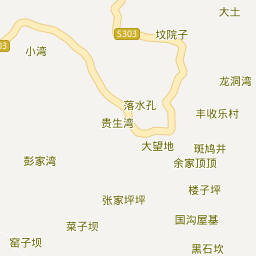 大土
S303
坟院子
03
小湾
龙洞湾
落水孔
丰收乐村
贵生湾
大望地
斑鸠井
余家顶顶
彭家湾
楼子坪
张家坪坪
国沟屋基
菜子坝
窑子坝
黑石坎